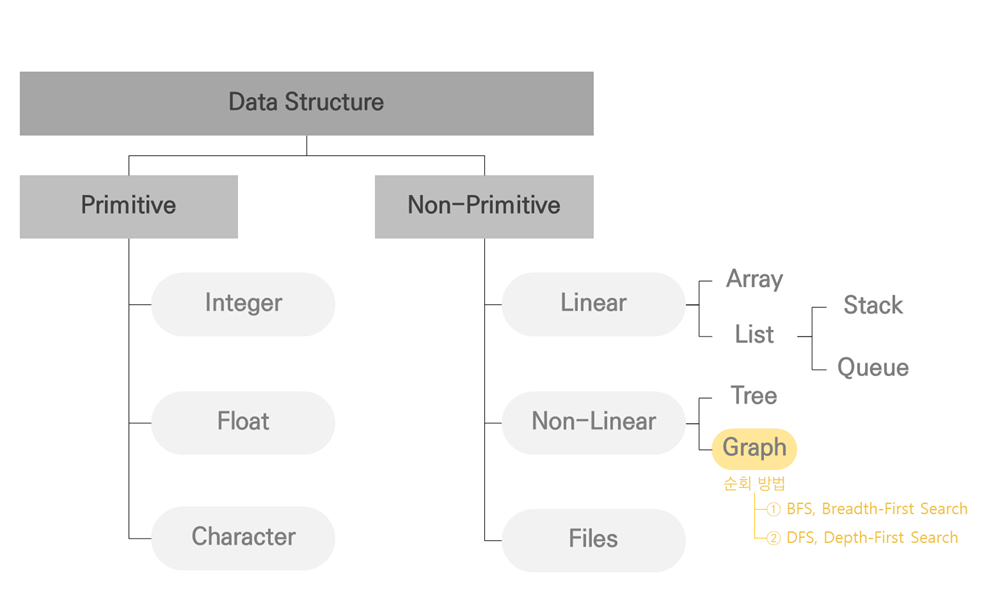 Data Structure
Primitive
Non-Primitive
Integer
Float
Character
Linear
Array
List
Stack
Queue
Non-Linear
Tree
Graph
순회 방법
① BFS, Breadth-First Search
② DFS, Depth-First Search
Files